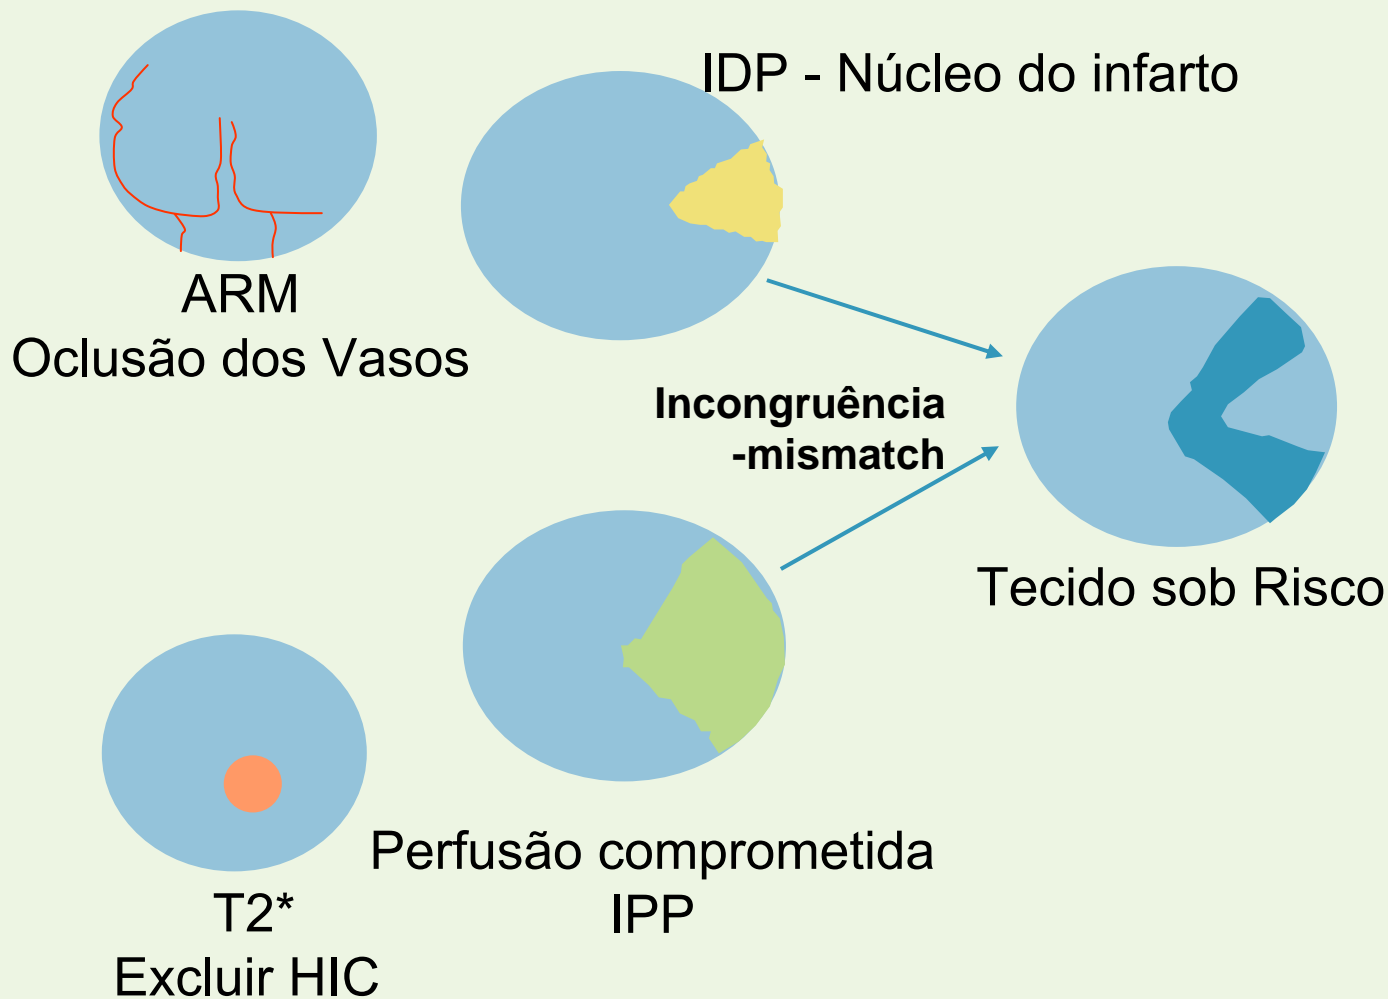 IDP - Núcleo do infarto
ARM
Oclusão dos Vasos
Incongruência
-mismatch
Tecido sob Risco
Perfusão comprometida
IPP
T2*
Excluir HIC